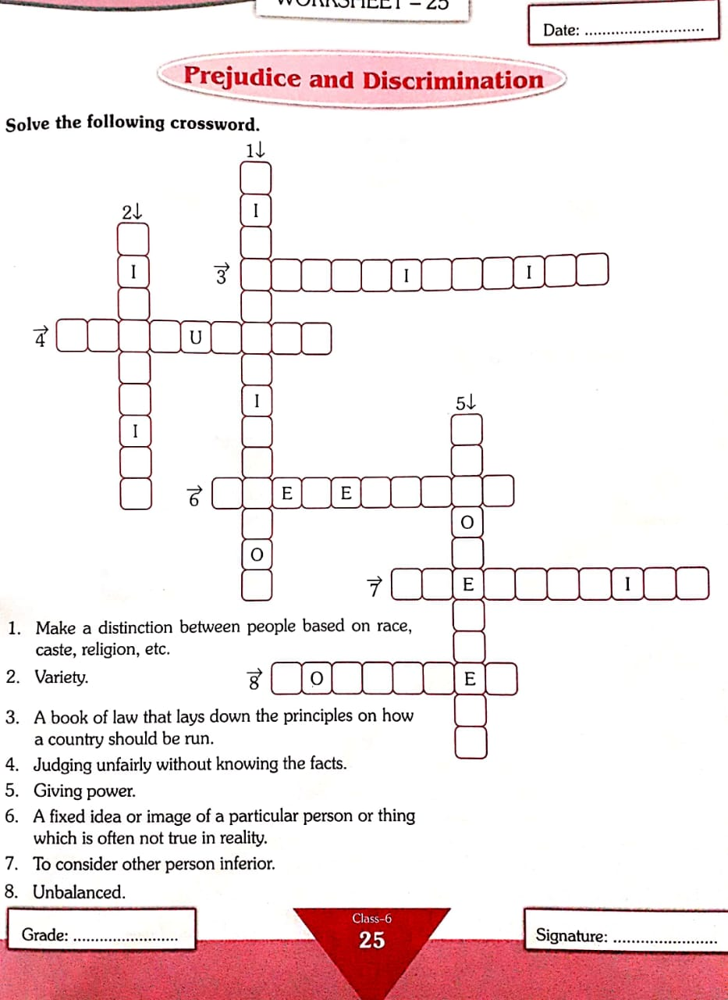 WORKSHEET – 25
Date: ............................
Prejudice and Discrimination
Solve the following crossword.
1↓
I
2↓
I
3→ I I
4→ U
I
5↓
I
6→ E E
O
O
7→ E I
1. Make a distinction between people based on race,
caste, religion, etc.
2. Variety.
8→ O E
3. A book of law that lays down the principles on how
a country should be run.
4. Judging unfairly without knowing the facts.
5. Giving power.
6. A fixed idea or image of a particular person or thing
which is often not true in reality.
7. To consider other person inferior.
8. Unbalanced.
Grade: ........................
Class-6
25
Signature: ........................